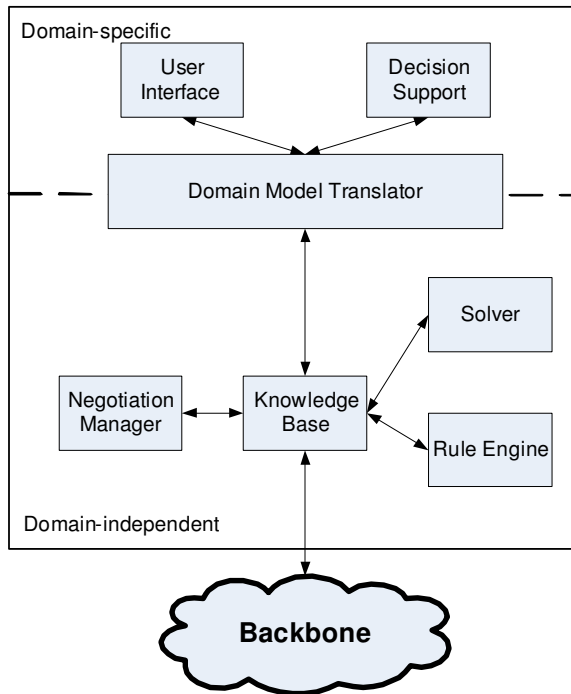 Domain-specific
User
Interface
Decision
Support
Domain Model Translator
Solver
Negotiation
Manager
Knowledge
Base
Rule Engine
Domain-independent
Backbone